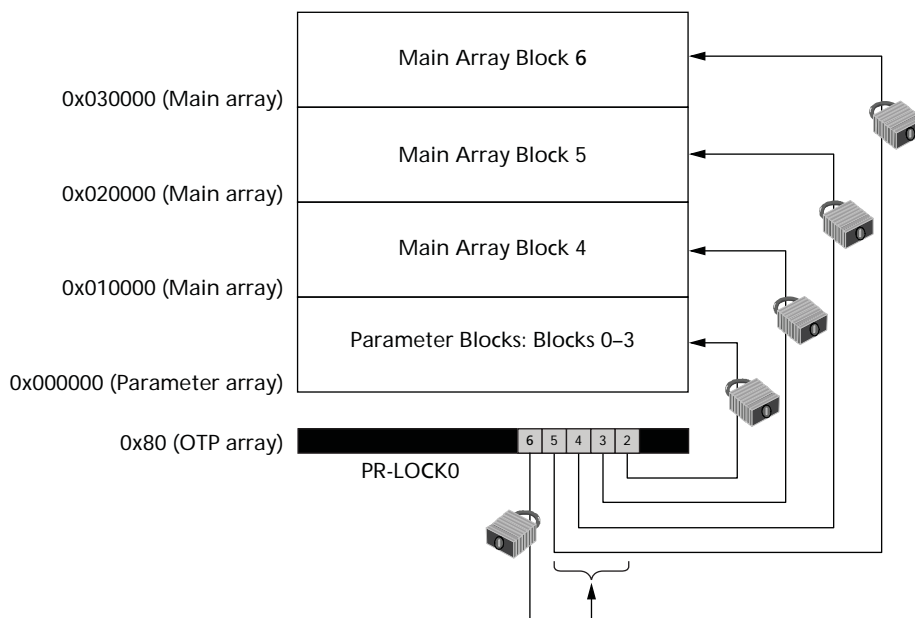 Main Array Block 6
0x030000 (Main array)
Main Array Block 5
0x020000 (Main array)
Main Array Block 4
0x010000 (Main array)
Parameter Blocks: Blocks 0–3
0x000000 (Parameter array)
0x80 (OTP array) 6 5 4 3 2
PR-LOCK0